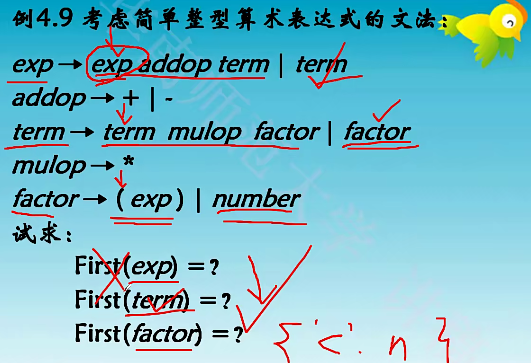 例4.9 考虑简单整型算术表达式的文法：
exp → exp addop term | term
addop → + | -
term → term mulop factor | factor
mulop → *
factor → ( exp ) | number
试求：
First(exp) = ?
First(term) = ?
First(factor) = ?
{ '(' . n }